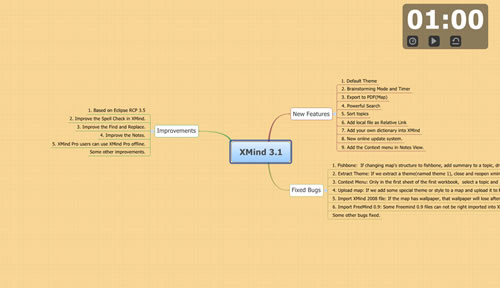 01:00
XMind 3.1
Improvements
1. Based on Eclipse RCP 3.5
2. Improve the Spell Check in XMind.
3. Improve the Find and Replace.
4. Improve the Notes.
5. XMind Pro users can use XMind Pro offline.
Some other improvements.
New Features
1. Default Theme
2. Brainstorming Mode and Timer
3. Export to PDF(Map)
4. Powerful Search
5. Sort topics
6. Add local file as Relative Link
7. Add your own dictionary into XMind
8. New online update system.
9. Add the Context menu in Notes View.
Fixed Bugs
1. Fishbone: If changing map's structure to fishbone, add summary to a topic, dr
2. Extract Theme: If we extract a theme(named theme 1), close and reopen xmin
3. Context Menu: Only in the first sheet of the first workbook, select a topic and
4. Upload map: If we add some special theme or style to a map and upload it to
5. Import XMind 2008 file: If the map has wallpaper, that wallpaper will lose after
6. Import FreeMind 0.9: Some Freemind 0.9 files can not be right imported into X
Some other bugs fixed.